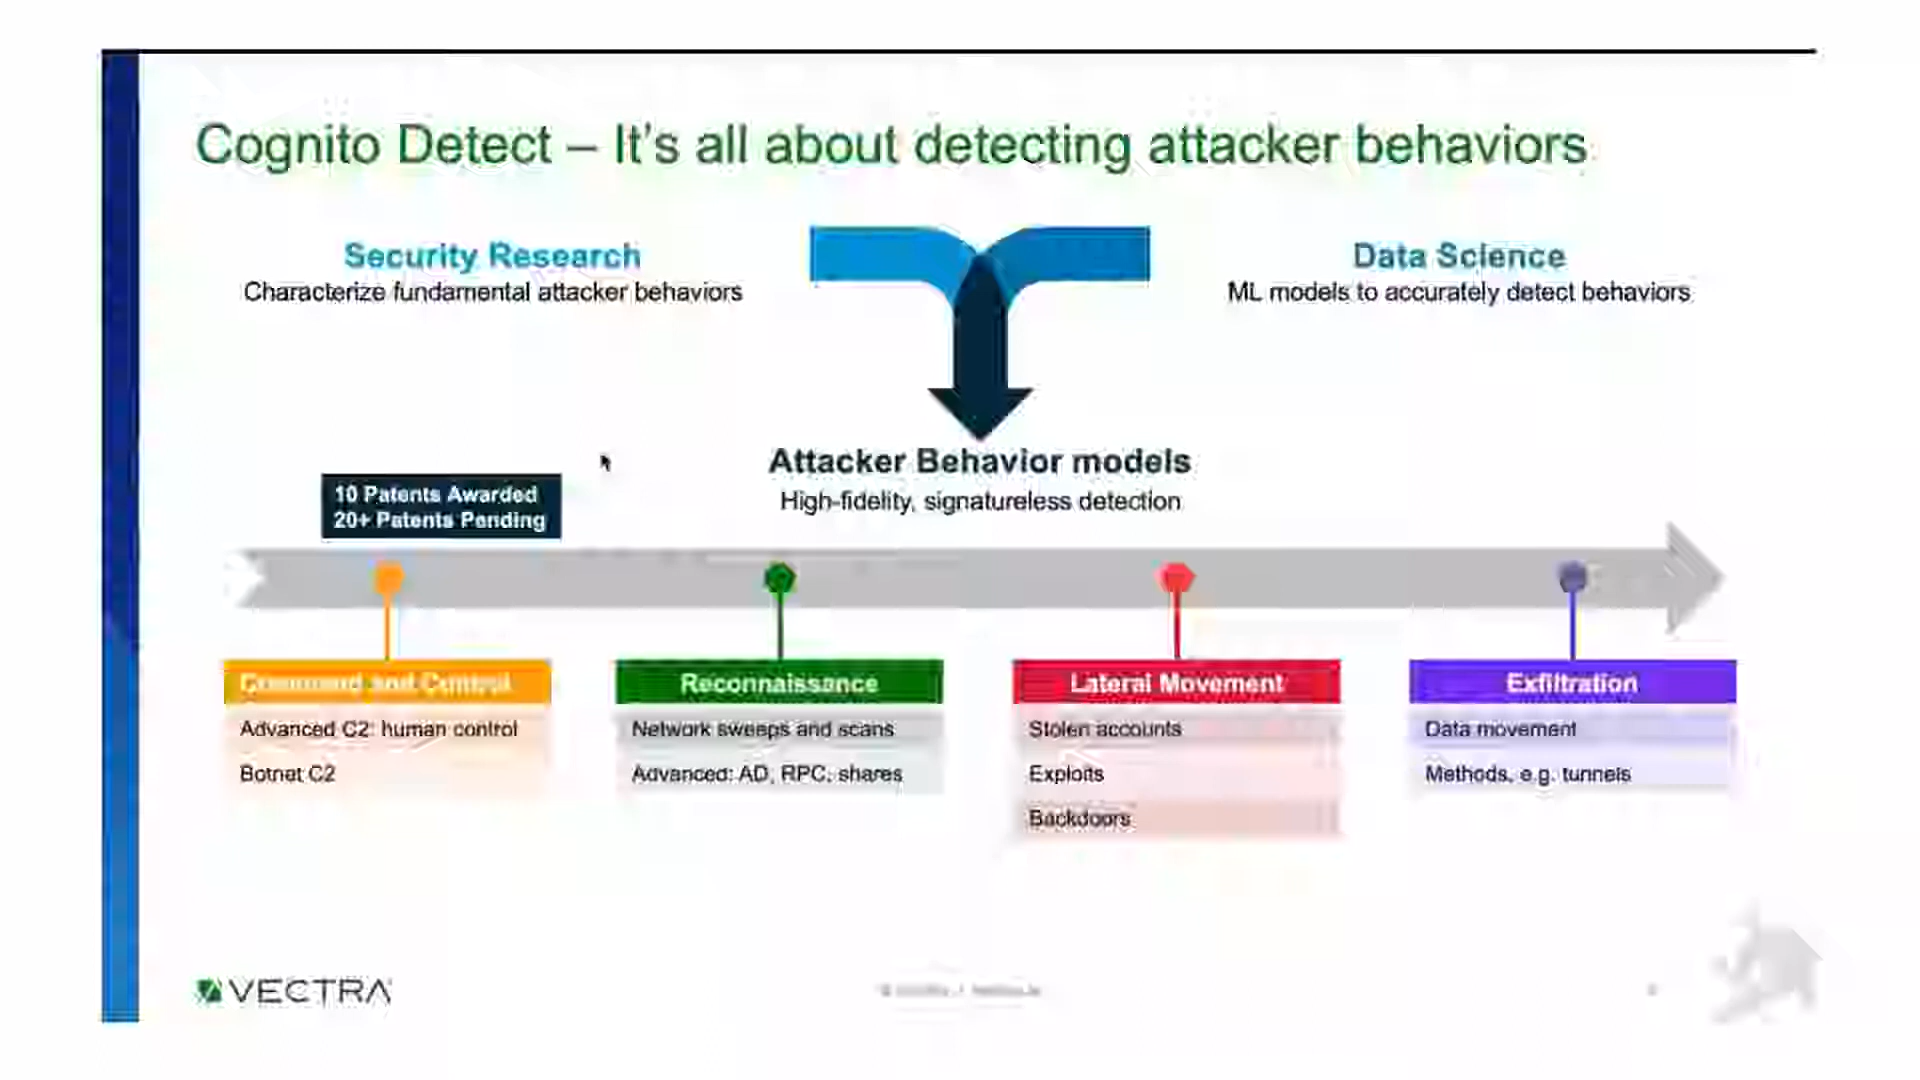 Cognito Detect – It's all about detecting attacker behaviors
Security Research
Characterize fundamental attacker behaviors
Data Science
ML models to accurately detect behaviors
Attacker Behavior models
High-fidelity, signatureless detection
10 Patents Awarded
20+ Patents Pending
Command and Control
Advanced C2: human control
Botnet C2
Reconnaissance
Network sweeps and scans
Advanced: AD, RPC, shares
Lateral Movement
Stolen accounts
Exploits
Backdoors
Exfiltration
Data movement
Methods, e.g. tunnels
VECTRA